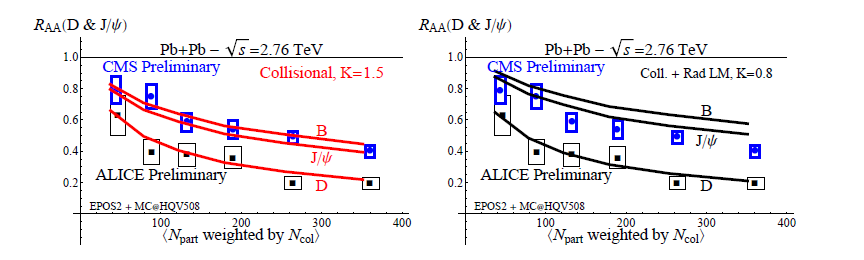 R_AA(D & J/ψ)
Pb+Pb − √s =2.76 TeV
CMS Preliminary
Collisional, K=1.5
1.0
0.8
0.6
0.4
0.2
B
J/ψ
D
ALICE Preliminary
EPOS2 + MC@HQV508
100 200 300 400
⟨N_part weighted by N_col⟩
R_AA(D & J/ψ)
Pb+Pb − √s =2.76 TeV
CMS Preliminary
Coll. + Rad LM, K=0.8
1.0
0.8
0.6
0.4
0.2
B
J/ψ
D
ALICE Preliminary
EPOS2 + MC@HQV508
100 200 300 400
⟨N_part weighted by N_col⟩